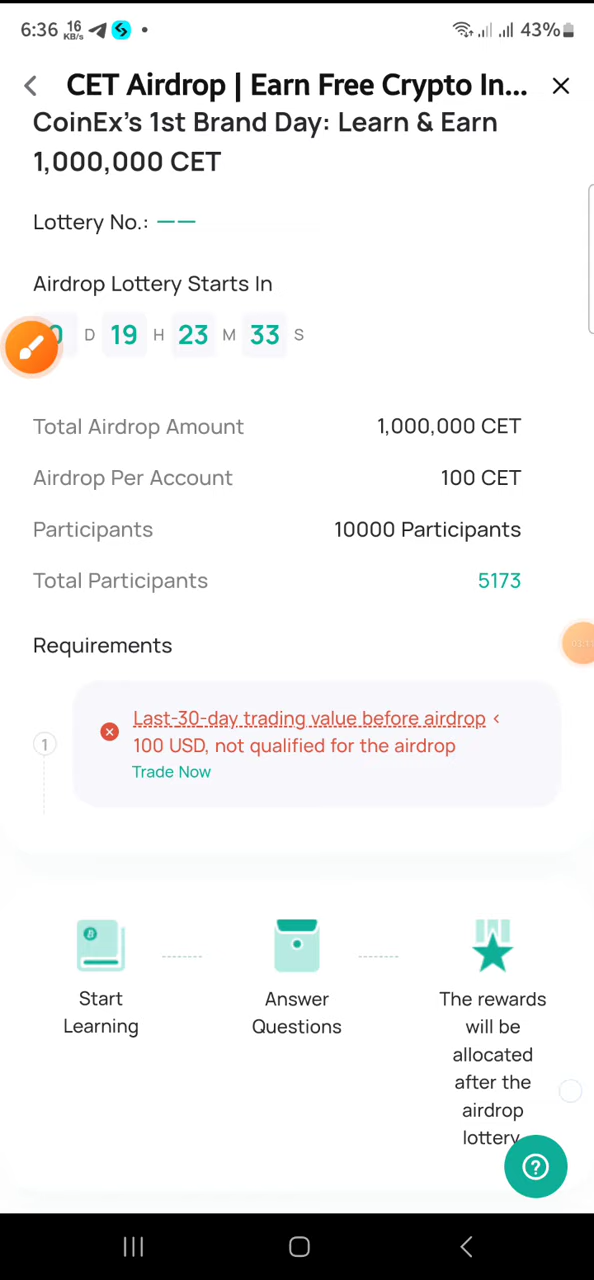 6:36 16 KB/s 43%
CET Airdrop | Earn Free Crypto In...
CoinEx's 1st Brand Day: Learn & Earn
1,000,000 CET
Lottery No.: ——
Airdrop Lottery Starts In
0 D 19 H 23 M 33 S
Total Airdrop Amount 1,000,000 CET
Airdrop Per Account 100 CET
Participants 10000 Participants
Total Participants 5173
Requirements
1
Last-30-day trading value before airdrop <
100 USD, not qualified for the airdrop
Trade Now
Start
Learning
Answer
Questions
The rewards
will be
allocated
after the
airdrop
lottery